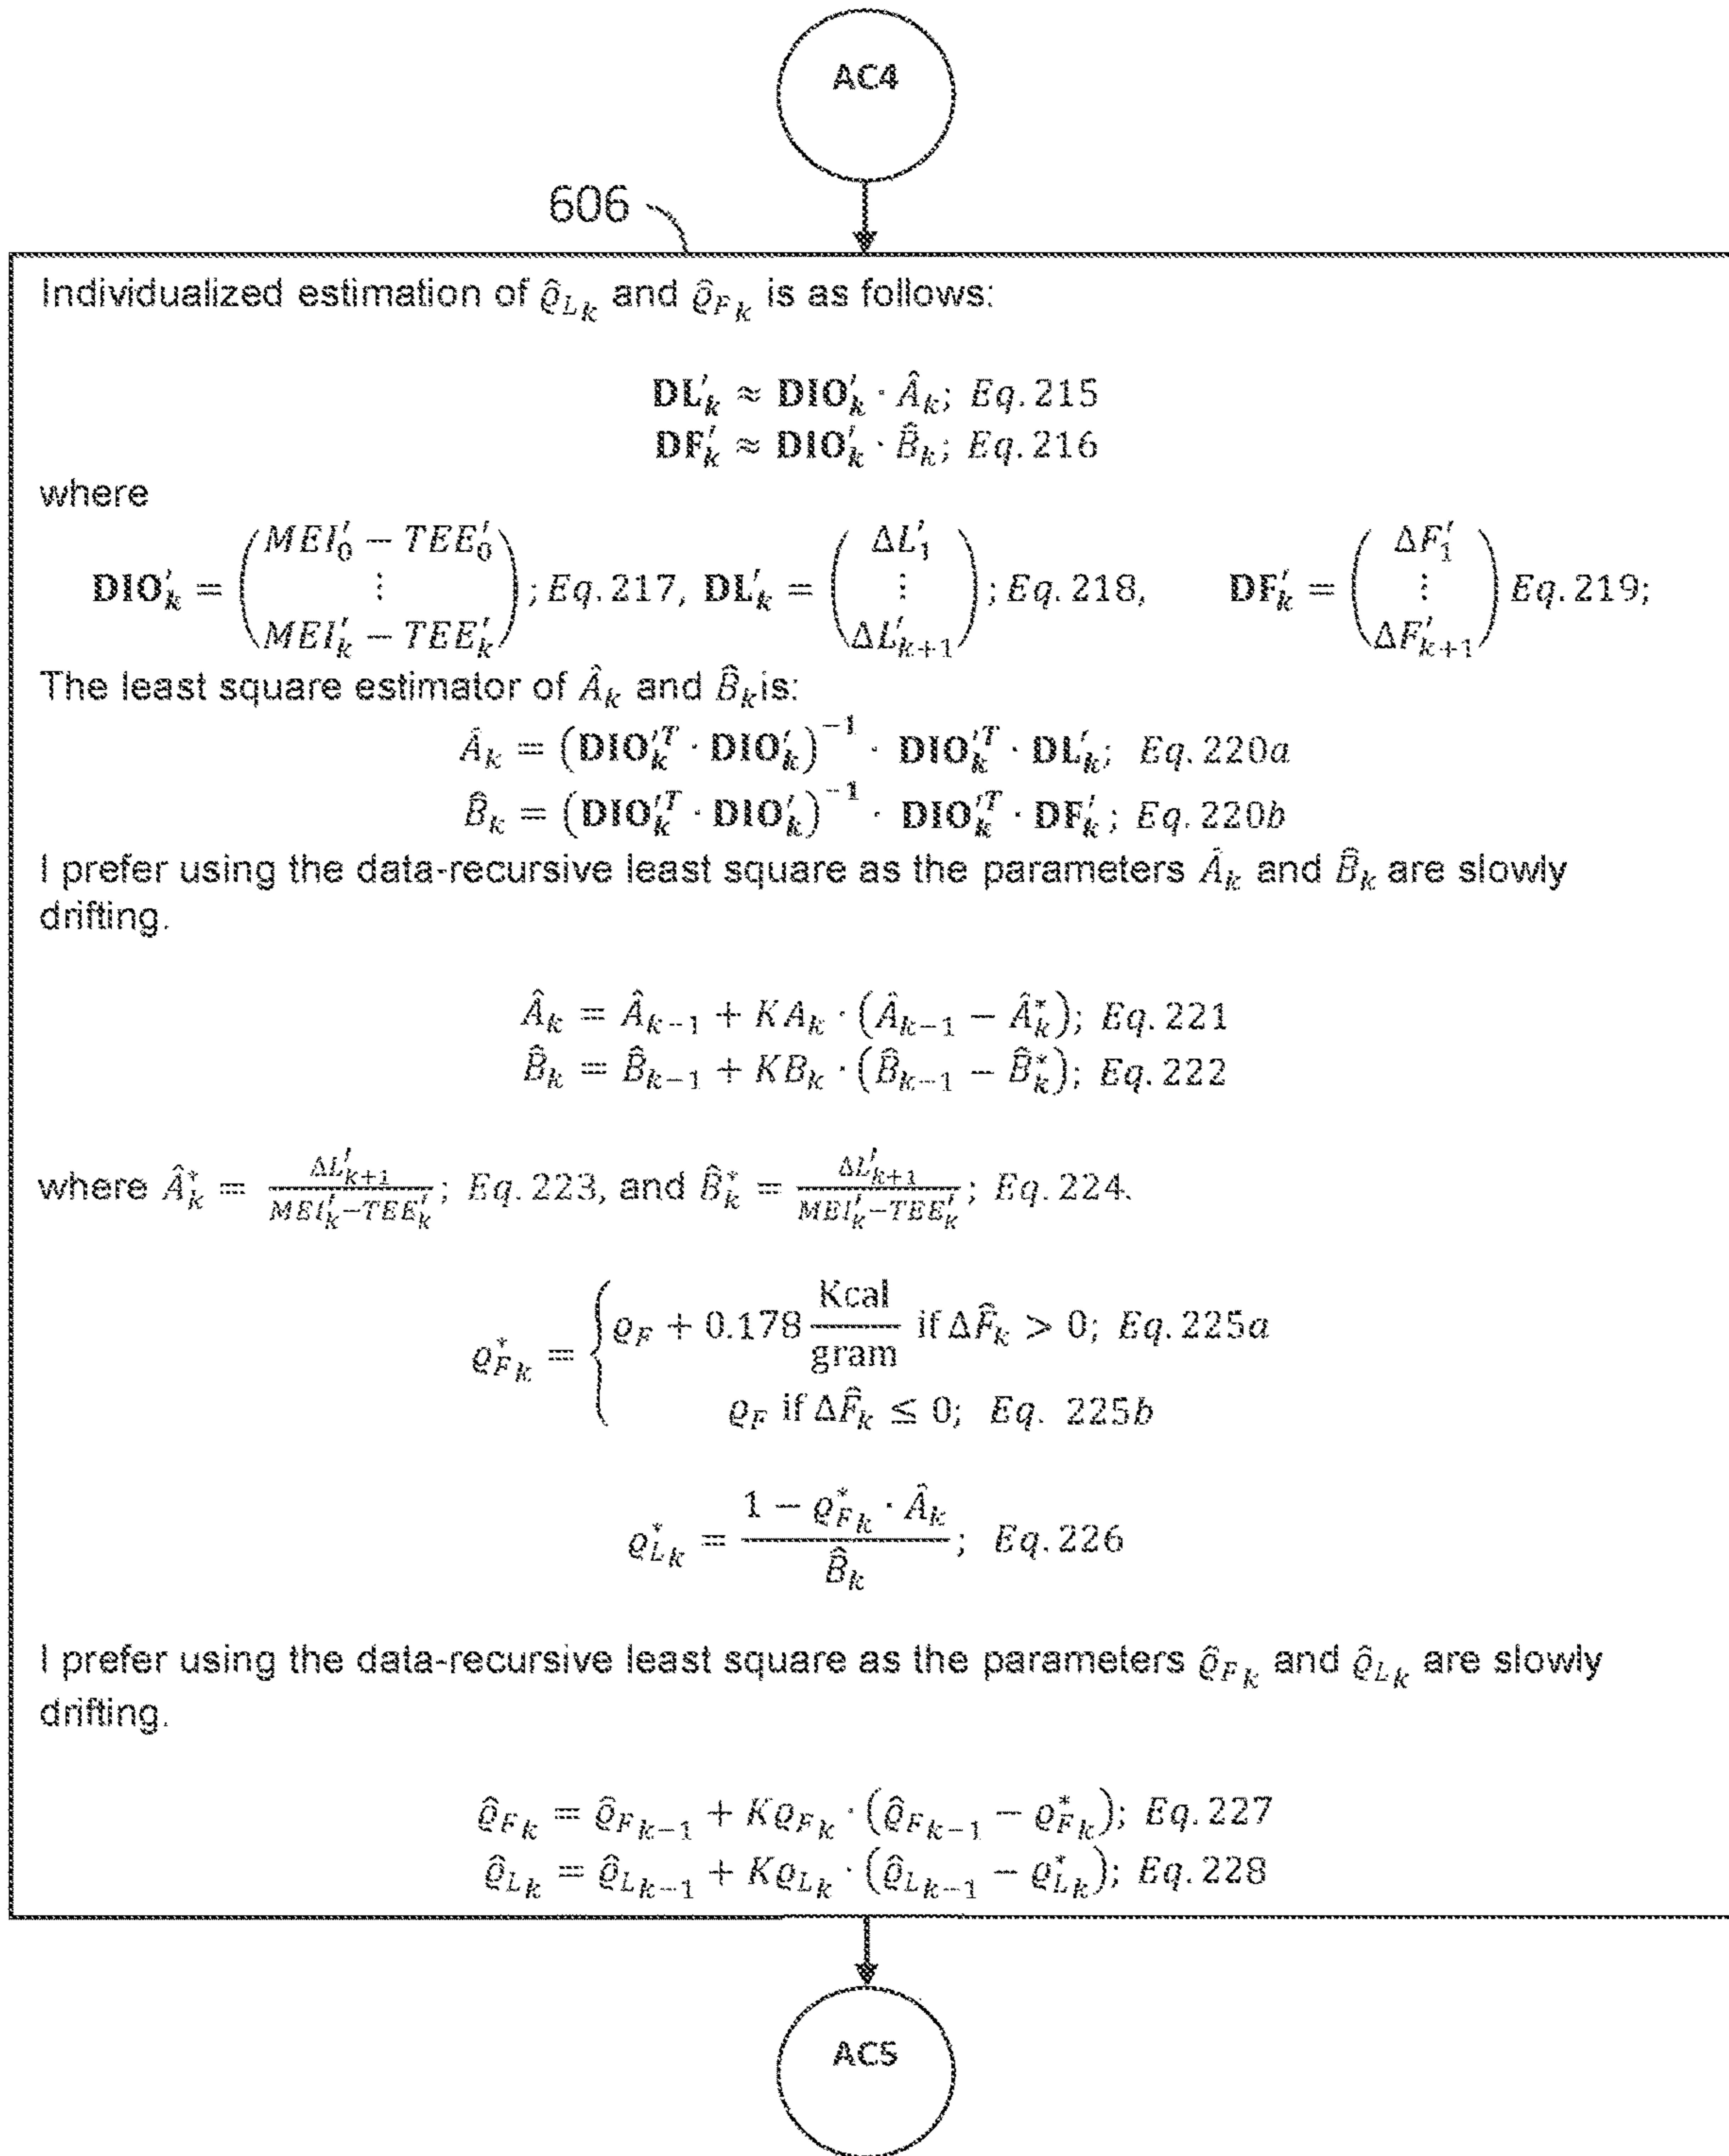 AC4
606
Individualized estimation of ϱ̂_{L_k} and ϱ̂_{F_k} is as follows:
DL′_k ≈ DIO′_k · Â_k; Eq. 215
DF′_k ≈ DIO′_k · B̂_k; Eq. 216
where
DIO′_k = (MEI′_0 − TEE′_0 ⋮ MEI′_k − TEE′_k); Eq. 217, DL′_k = (ΔL′_1 ⋮ ΔL′_{k+1}); Eq. 218, DF′_k = (ΔF′_1 ⋮ ΔF′_{k+1}) Eq. 219;
The least square estimator of Â_k and B̂_k is:
Â_k = (DIO′_k^T · DIO′_k)^{−1} · DIO′_k^T · DL′_k; Eq. 220a
B̂_k = (DIO′_k^T · DIO′_k)^{−1} · DIO′_k^T · DF′_k; Eq. 220b
I prefer using the data-recursive least square as the parameters Â_k and B̂_k are slowly
drifting.
Â_k = Â_{k−1} + KA_k · (Â_{k−1} − Â*_k); Eq. 221
B̂_k = B̂_{k−1} + KB_k · (B̂_{k−1} − B̂*_k); Eq. 222
where Â*_k = ΔL′_{k+1} / (MEI′_k − TEE′_k); Eq. 223, and B̂*_k = ΔL′_{k+1} / (MEI′_k − TEE′_k); Eq. 224.
ϱ*_{F_k} = { ϱ_F + 0.178 Kcal/gram if ΔF̂_k > 0; Eq. 225a
ϱ_F if ΔF̂_k ≤ 0; Eq. 225b
ϱ*_{L_k} = (1 − ϱ*_{F_k} · Â_k) / B̂_k; Eq. 226
I prefer using the data-recursive least square as the parameters ϱ̂_{F_k} and ϱ̂_{L_k} are slowly
drifting.
ϱ̂_{F_k} = ϱ̂_{F_{k−1}} + Kϱ_{F_k} · (ϱ̂_{F_{k−1}} − ϱ*_{F_k}); Eq. 227
ϱ̂_{L_k} = ϱ̂_{L_{k−1}} + Kϱ_{L_k} · (ϱ̂_{L_{k−1}} − ϱ*_{L_k}); Eq. 228
AC5